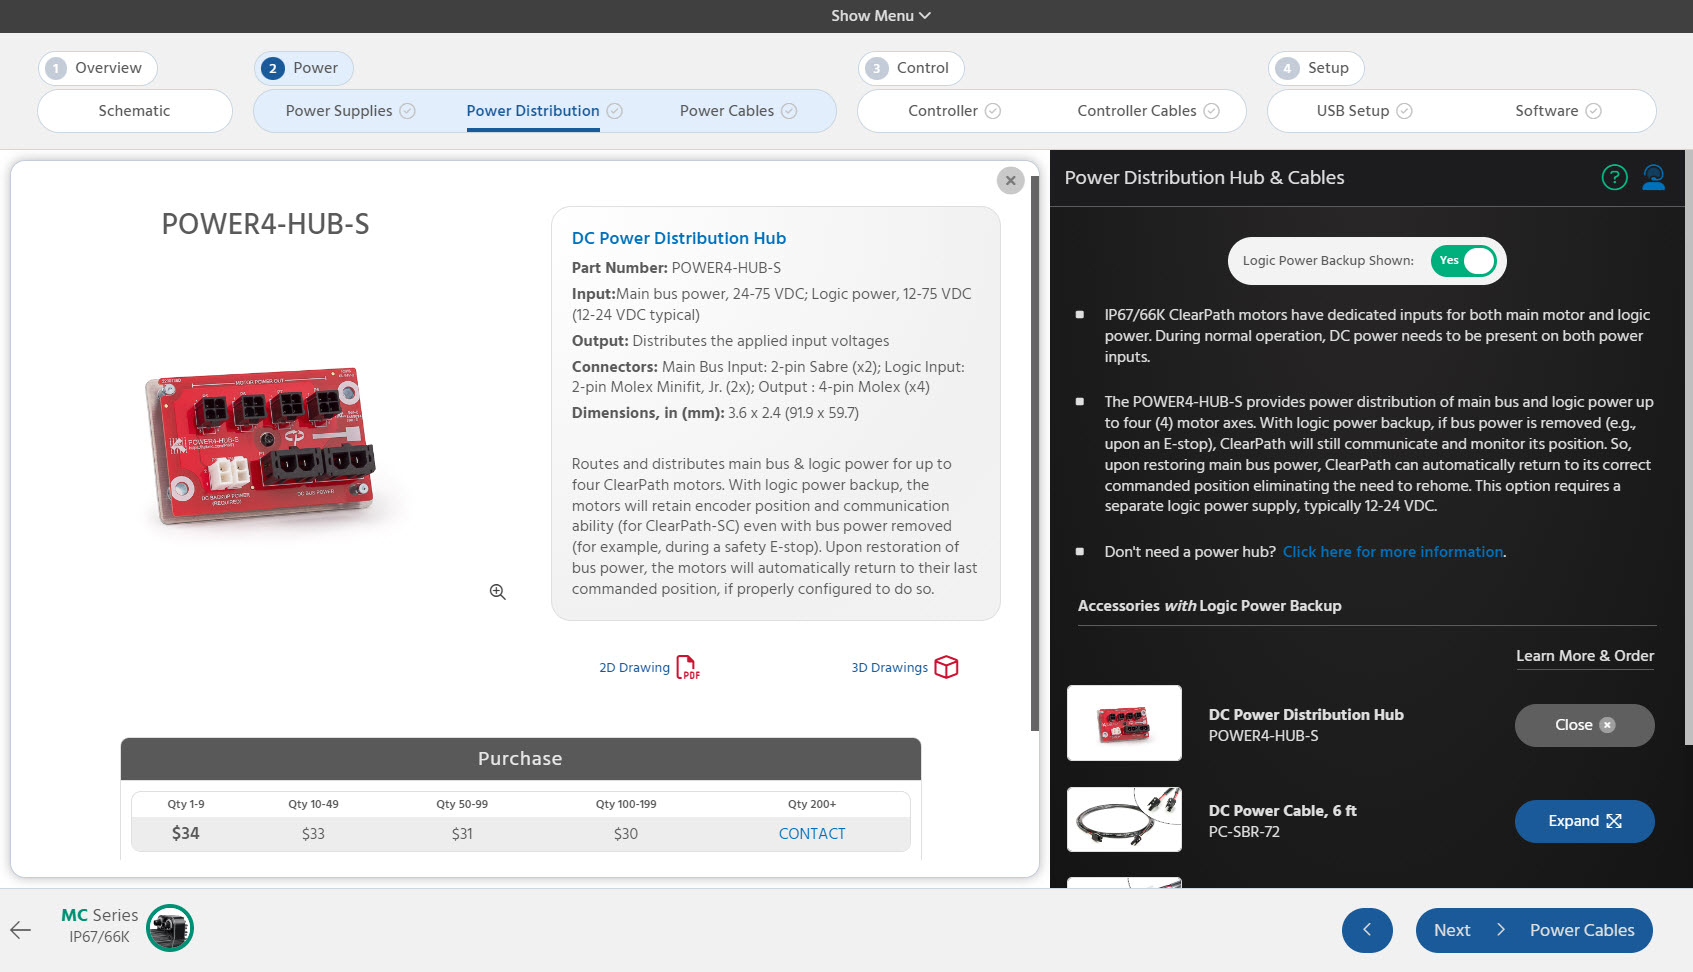 Show Menu
1 Overview
2 Power
3 Control
4 Setup
Schematic
Power Supplies
Power Distribution
Power Cables
Controller
Controller Cables
USB Setup
Software
POWER4-HUB-S
MOTOR POWER OUT
POWER4-HUB-S
DC BACKUP POWER
(REQUIRED)
DC BUS POWER
DC Power Distribution Hub
Part Number: POWER4-HUB-S
Input:Main bus power, 24-75 VDC; Logic power, 12-75 VDC
(12-24 VDC typical)
Output: Distributes the applied input voltages
Connectors: Main Bus Input: 2-pin Sabre (x2); Logic Input:
2-pin Molex Minifit, Jr. (2x); Output : 4-pin Molex (x4)
Dimensions, in (mm): 3.6 x 2.4 (91.9 x 59.7)
Routes and distributes main bus & logic power for up to
four ClearPath motors. With logic power backup, the
motors will retain encoder position and communication
ability (for ClearPath-SC) even with bus power removed
(for example, during a safety E-stop). Upon restoration of
bus power, the motors will automatically return to their last
commanded position, if properly configured to do so.
2D Drawing PDF
3D Drawings
Purchase
Qty 1-9 Qty 10-49 Qty 50-99 Qty 100-199 Qty 200+
$34 $33 $31 $30 CONTACT
Power Distribution Hub & Cables
?
Logic Power Backup Shown: Yes
IP67/66K ClearPath motors have dedicated inputs for both main motor and logic
power. During normal operation, DC power needs to be present on both power
inputs.
The POWER4-HUB-S provides power distribution of main bus and logic power up
to four (4) motor axes. With logic power backup, if bus power is removed (e.g.,
upon an E-stop), ClearPath will still communicate and monitor its position. So,
upon restoring main bus power, ClearPath can automatically return to its correct
commanded position eliminating the need to rehome. This option requires a
separate logic power supply, typically 12-24 VDC.
Don't need a power hub? Click here for more information.
Accessories with Logic Power Backup
Learn More & Order
DC Power Distribution Hub
POWER4-HUB-S
Close
DC Power Cable, 6 ft
PC-SBR-72
Expand
MC Series
IP67/66K
Next
Power Cables